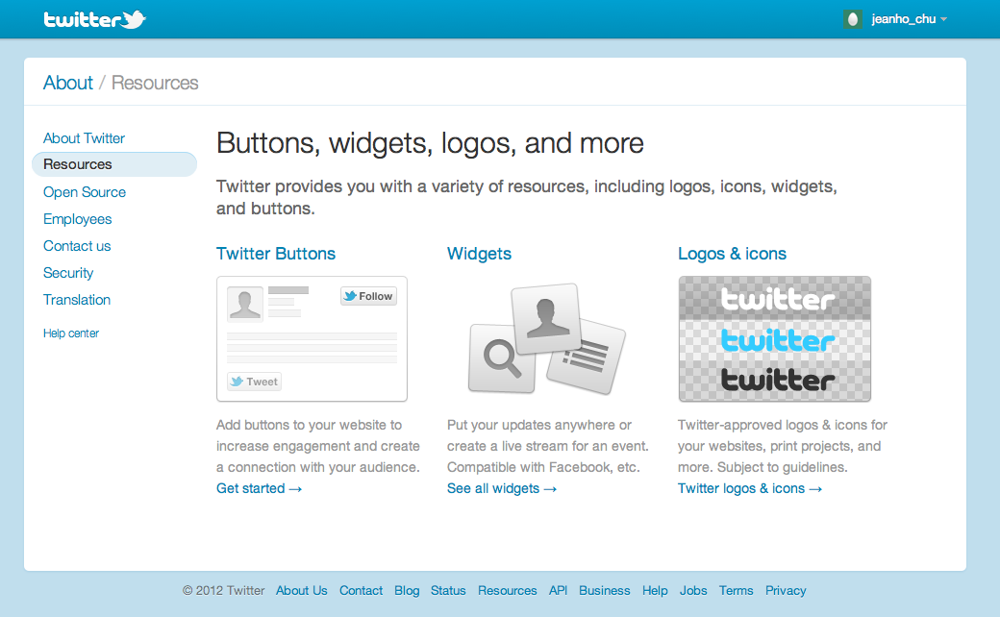 twitter
jeanho_chu
About / Resources
About Twitter
Resources
Open Source
Employees
Contact us
Security
Translation
Help center
Buttons, widgets, logos, and more
Twitter provides you with a variety of resources, including logos, icons, widgets,
and buttons.
Twitter Buttons
Follow
Tweet
Add buttons to your website to
increase engagement and create
a connection with your audience.
Get started →
Widgets
Put your updates anywhere or
create a live stream for an event.
Compatible with Facebook, etc.
See all widgets →
Logos & icons
twitter
twitter
twitter
Twitter-approved logos & icons for
your websites, print projects, and
more. Subject to guidelines.
Twitter logos & icons →
© 2012 Twitter About Us Contact Blog Status Resources API Business Help Jobs Terms Privacy